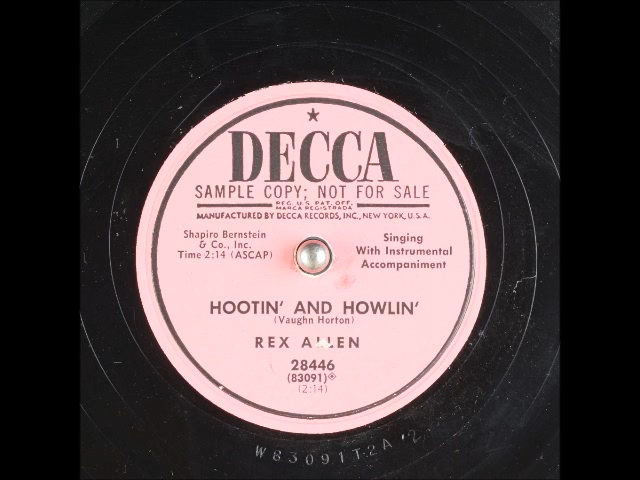 DECCA
SAMPLE COPY; NOT FOR SALE
REG. U.S. PAT. OFF.
MARCA REGISTRADA
MANUFACTURED BY DECCA RECORDS, INC., NEW YORK, U.S.A.
Shapiro Bernstein
& Co., Inc.
Time 2:14 (ASCAP)
Singing
With Instrumental
Accompaniment
HOOTIN' AND HOWLIN'
(Vaughn Horton)
REX ALLEN
28446
(83091)
(2:14)
W83091T2A 2